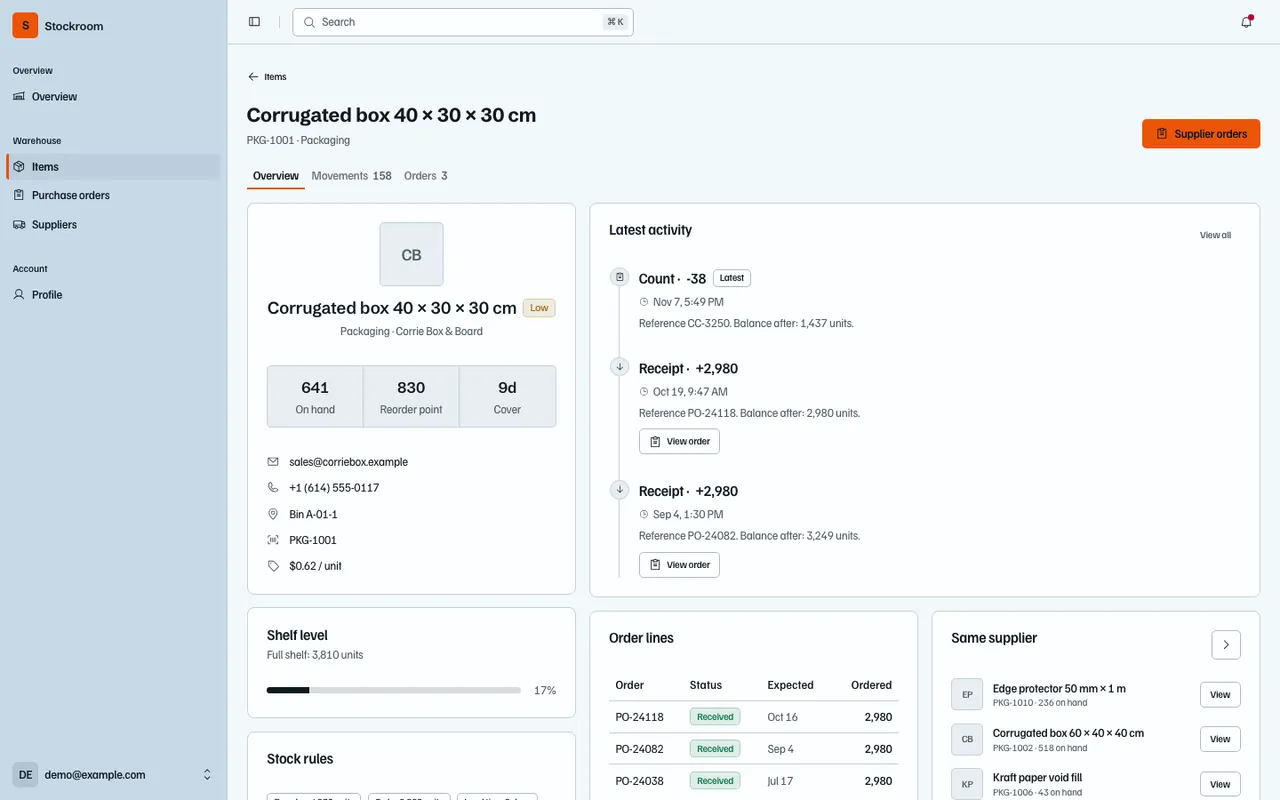 S Stockroom
Search
⌘ K
Overview
Overview
Warehouse
Items
Purchase orders
Suppliers
Account
Profile
DE demo@example.com
← Items
Corrugated box 40 × 30 × 30 cm
PKG-1001 · Packaging
Supplier orders
Overview Movements 158 Orders 3
CB
Corrugated box 40 × 30 × 30 cm Low
Packaging · Corrie Box & Board
641 830 9d
On hand Reorder point Cover
sales@corriebox.example
+1 (614) 555-0117
Bin A-01-1
PKG-1001
$0.62 / unit
Shelf level
Full shelf: 3,810 units
17%
Stock rules
Latest activity
View all
Count · -38 Latest
Nov 7, 5:49 PM
Reference CC-3250. Balance after: 1,437 units.
Receipt · +2,980
Oct 19, 9:47 AM
Reference PO-24118. Balance after: 2,980 units.
View order
Receipt · +2,980
Sep 4, 1:30 PM
Reference PO-24082. Balance after: 3,249 units.
View order
Order lines
Order Status Expected Ordered
PO-24118 Received Oct 16 2,980
PO-24082 Received Sep 4 2,980
PO-24038 Received Jul 17 2,980
Same supplier
EP Edge protector 50 mm × 1 m View
PKG-1010 · 236 on hand
CB Corrugated box 60 × 40 × 40 cm View
PKG-1002 · 518 on hand
KP Kraft paper void fill View
PKG-1006 · 43 on hand